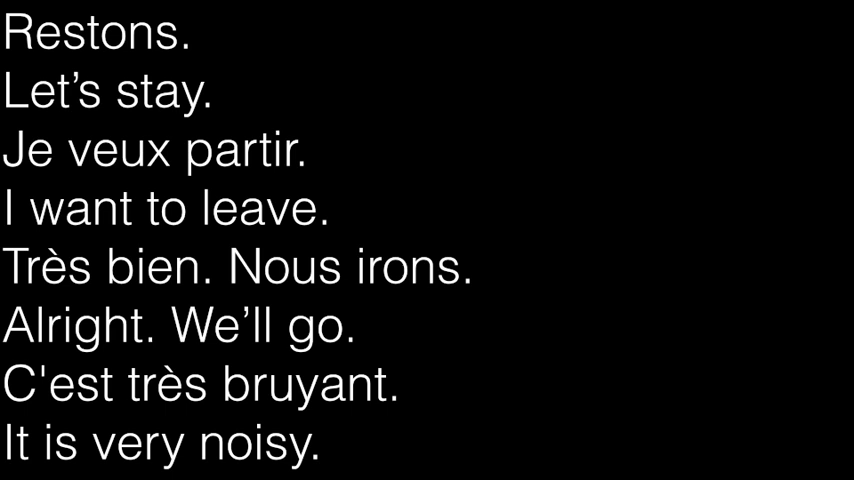 Restons.
Let’s stay.
Je veux partir.
I want to leave.
Très bien. Nous irons.
Alright. We’ll go.
C'est très bruyant.
It is very noisy.